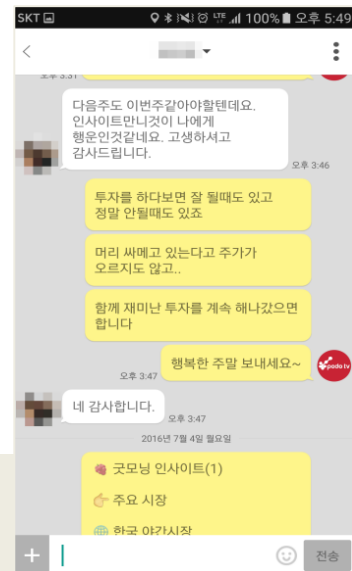 SKT LTE 100% 오후 5:49
오후 3:31
다음주도 이번주같아야할텐데요.
인사이트만니것이 나에게
행운인것같네요. 고생하셔고
감사드립니다.
오후 3:46
투자를 하다보면 잘 될때도 있고
정말 안될때도 있죠
머리 싸메고 있는다고 주가가
오르지도 않고..
함께 재미난 투자를 계속 해나갔으면
합니다
행복한 주말 보내세요~
오후 3:47
네 감사합니다.
오후 3:47
2016년 7월 4일 월요일
굿모닝 인사이트(1)
주요 시장
한국 야간시장
전송